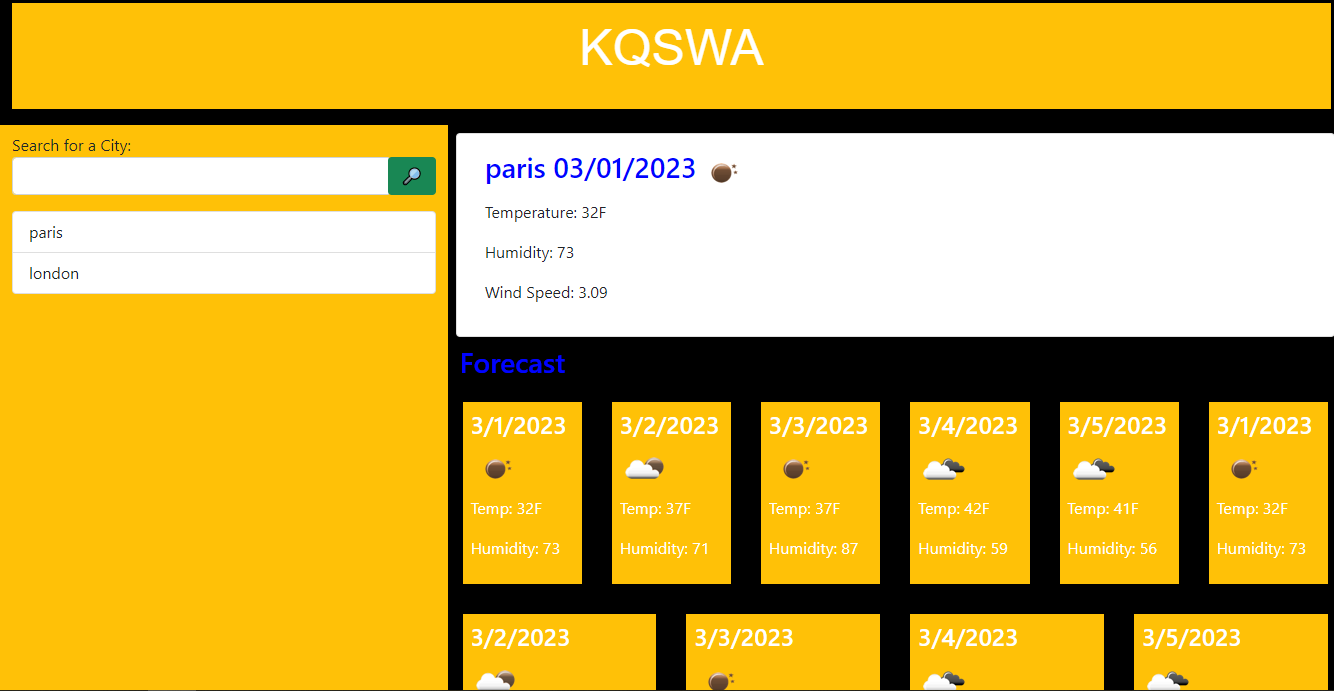 KQSWA
Search for a City:
paris
london
paris 03/01/2023
Temperature: 32F
Humidity: 73
Wind Speed: 3.09
Forecast
3/1/2023 3/2/2023 3/3/2023 3/4/2023 3/5/2023 3/1/2023
Temp: 32F Temp: 37F Temp: 37F Temp: 42F Temp: 41F Temp: 32F
Humidity: 73 Humidity: 71 Humidity: 87 Humidity: 59 Humidity: 56 Humidity: 73
3/2/2023 3/3/2023 3/4/2023 3/5/2023